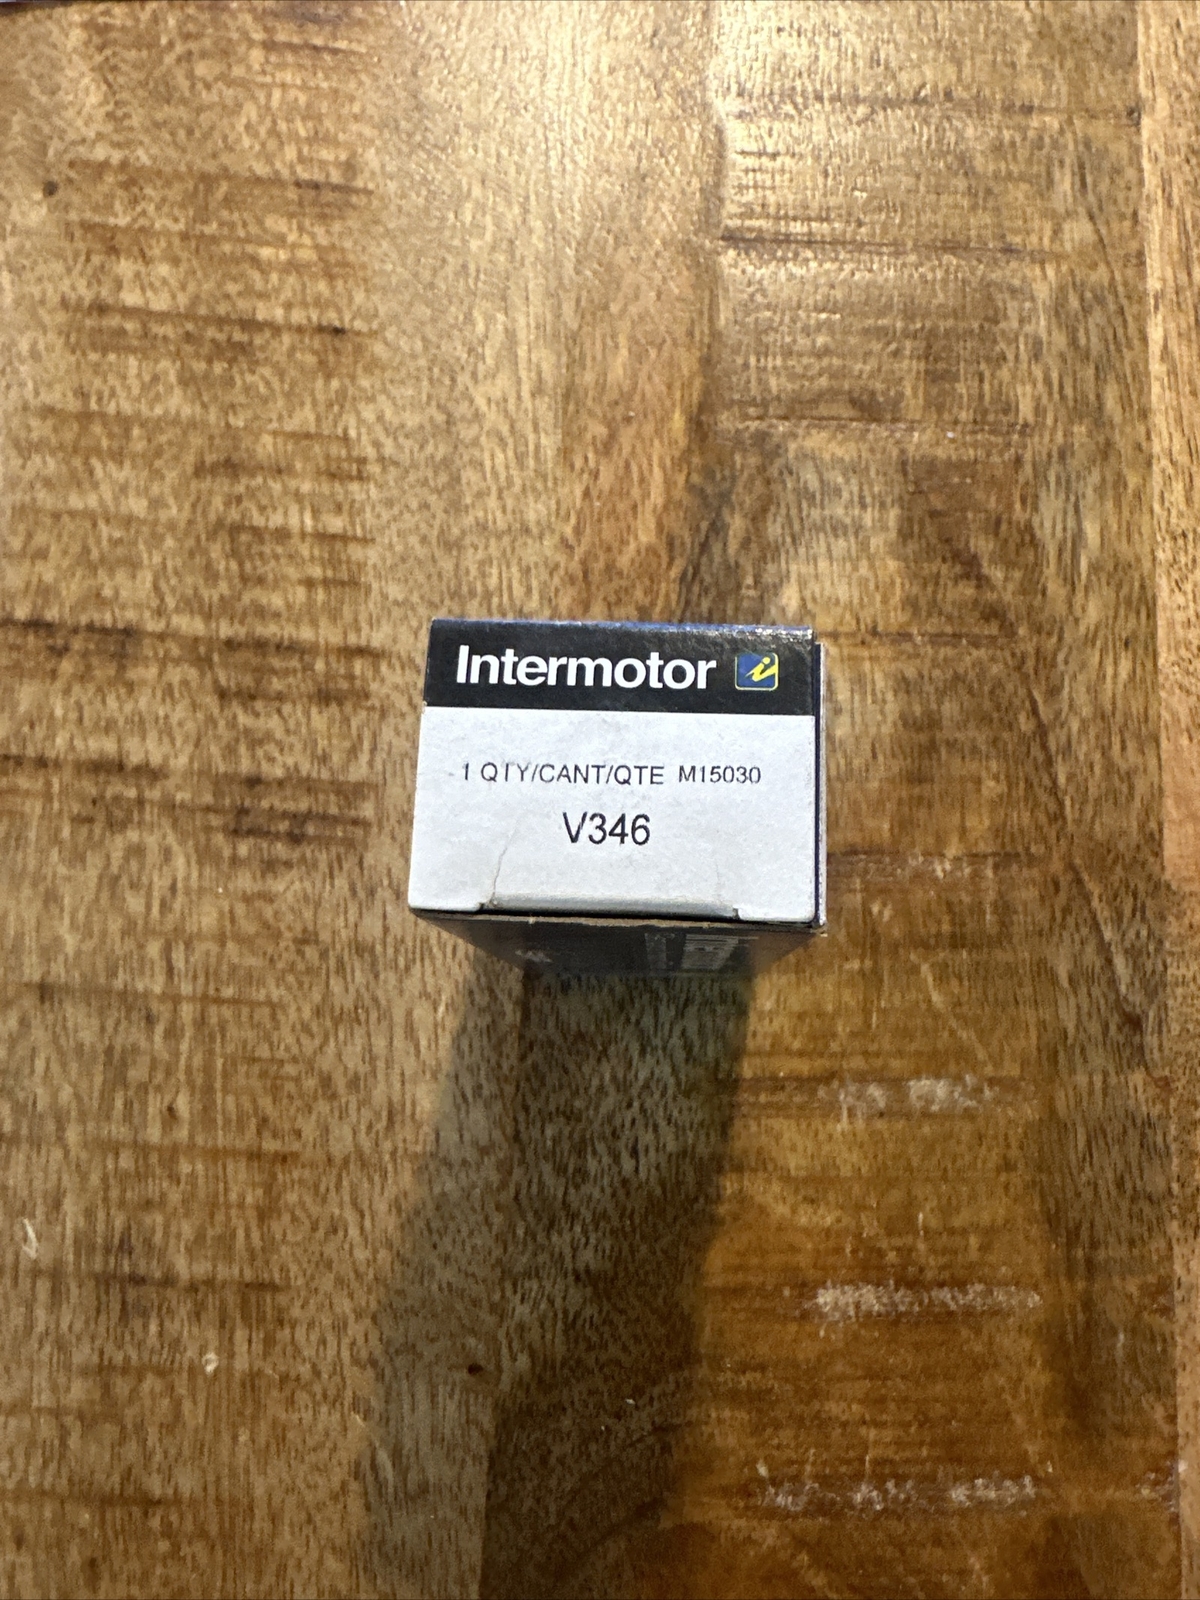 Intermotor
1 QTY/CANT/QTE M15030
V346